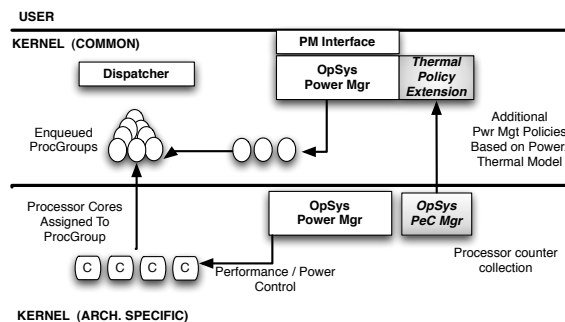 USER
KERNEL (COMMON)
PM Interface
Dispatcher
OpSys
Power Mgr
Thermal
Policy
Extension
Enqueued
ProcGroups
Additional
Pwr Mgt Policies
Based on Power,
Thermal Model
Processor Cores
Assigned To
ProcGroup
OpSys
Power Mgr
OpSys
PeC Mgr
C C C C
Performance / Power
Control
Processor counter
collection
KERNEL (ARCH. SPECIFIC)